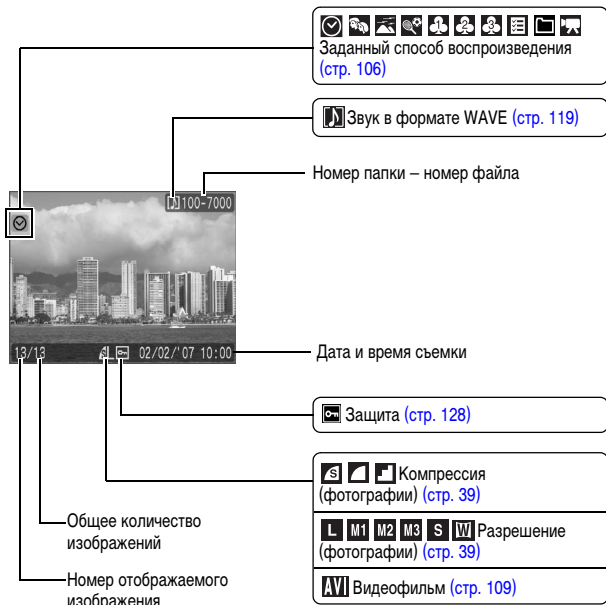 Заданный способ воспроизведения
(стр. 106)
Звук в формате WAVE (стр. 119)
Номер папки – номер файла
100-7000
13/13
02/02/'07 10:00
Дата и время съемки
Защита (стр. 128)
S Компрессия
(фотографии) (стр. 39)
L M1 M2 M3 S W Разрешение
(фотографии) (стр. 39)
AVI Видеофильм (стр. 109)
Общее количество
изображений
Номер отображаемого
изображения